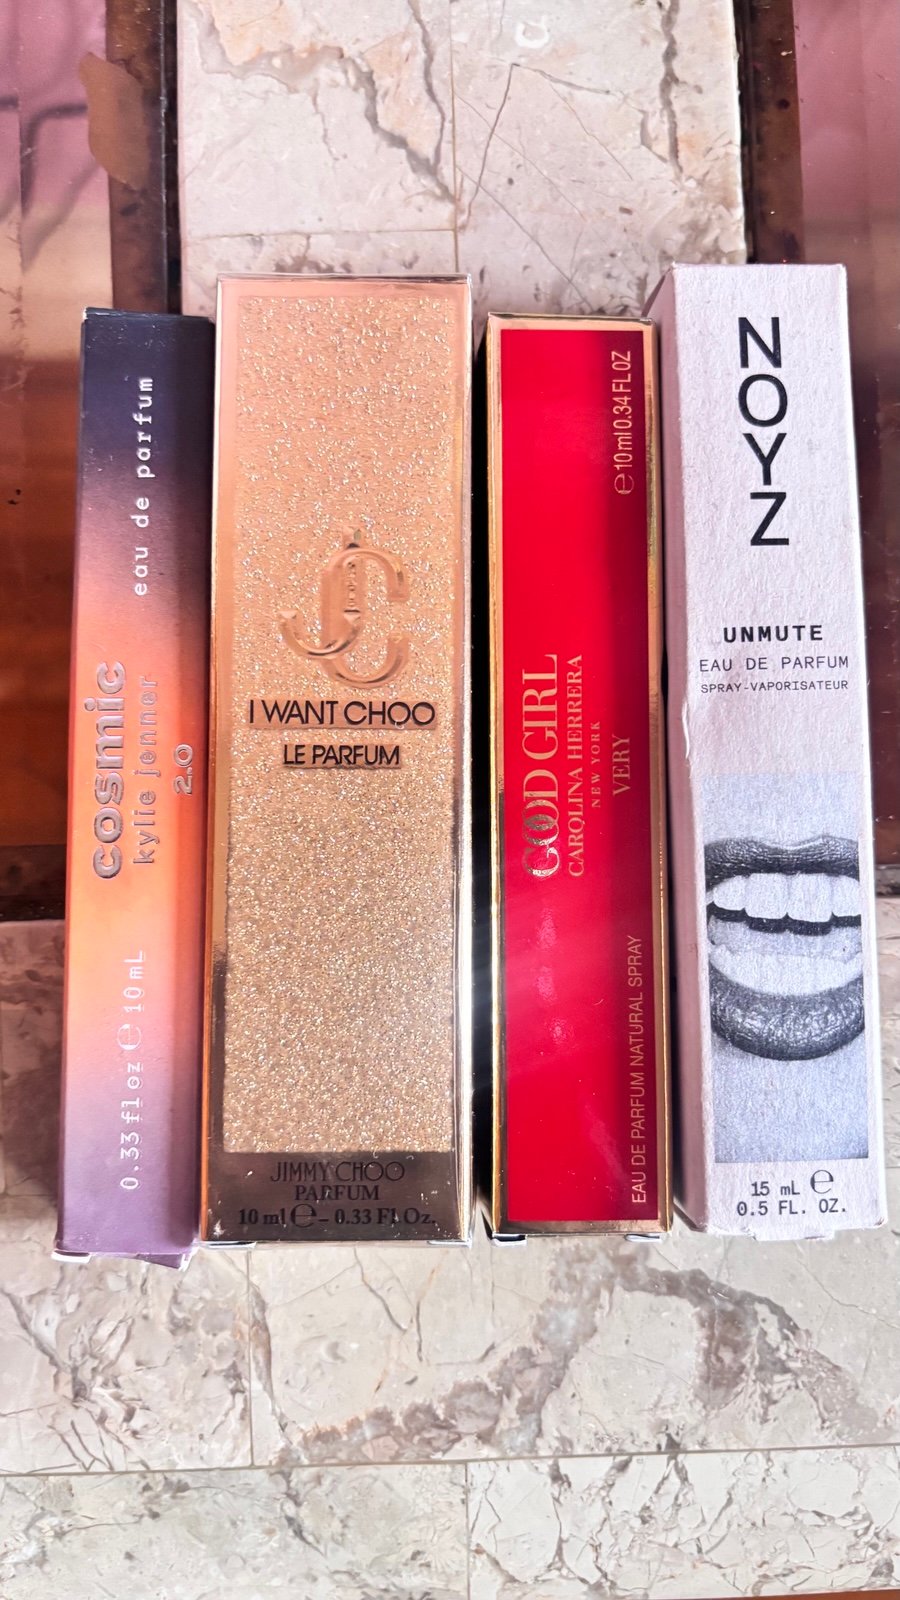 eau de parfum
cosmic
kylie jenner
2.0
0.33 fl oz e 10 mL
JC
I WANT CHOO
LE PARFUM
JIMMY CHOO
PARFUM
10 ml e – 0.33 Fl. Oz.
e 10ml 0.34 FL OZ
GOOD GIRL
CAROLINA HERRERA
NEW YORK
VERY
EAU DE PARFUM NATURAL SPRAY
NOYZ
UNMUTE
EAU DE PARFUM
SPRAY-VAPORISATEUR
15 mL e
0.5 FL. OZ.